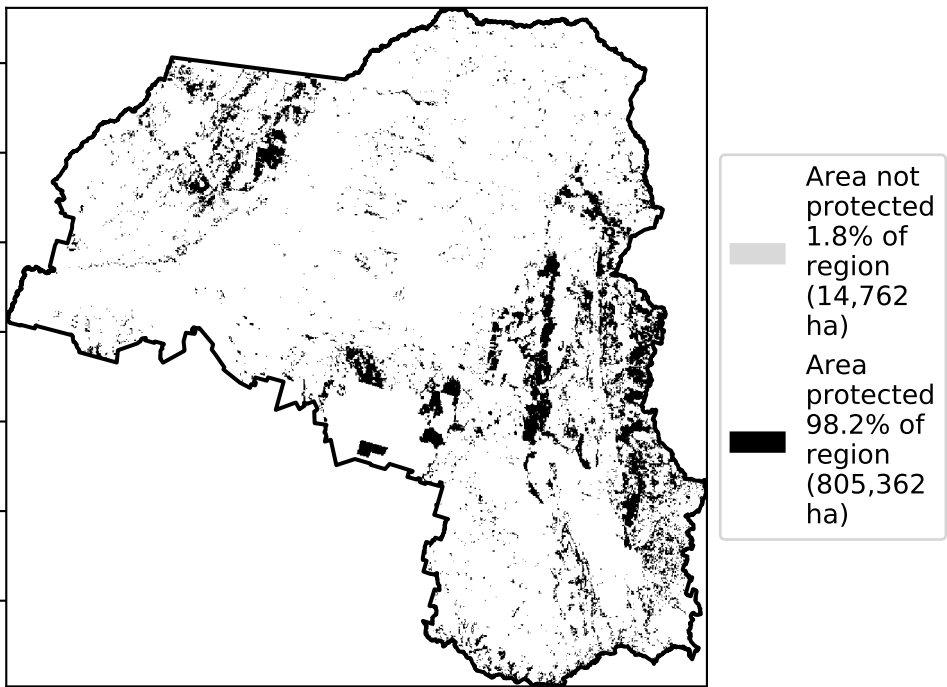 Area not
protected
1.8% of
region
(14,762
ha)
Area
protected
98.2% of
region
(805,362
ha)